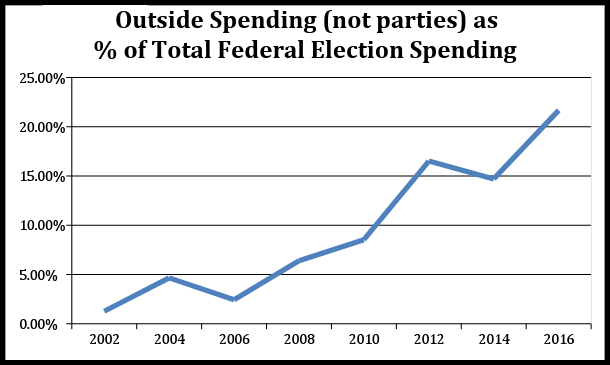 Outside Spending (not parties) as
% of Total Federal Election Spending
25.00%
20.00%
15.00%
10.00%
5.00%
0.00%
2002 2004 2006 2008 2010 2012 2014 2016